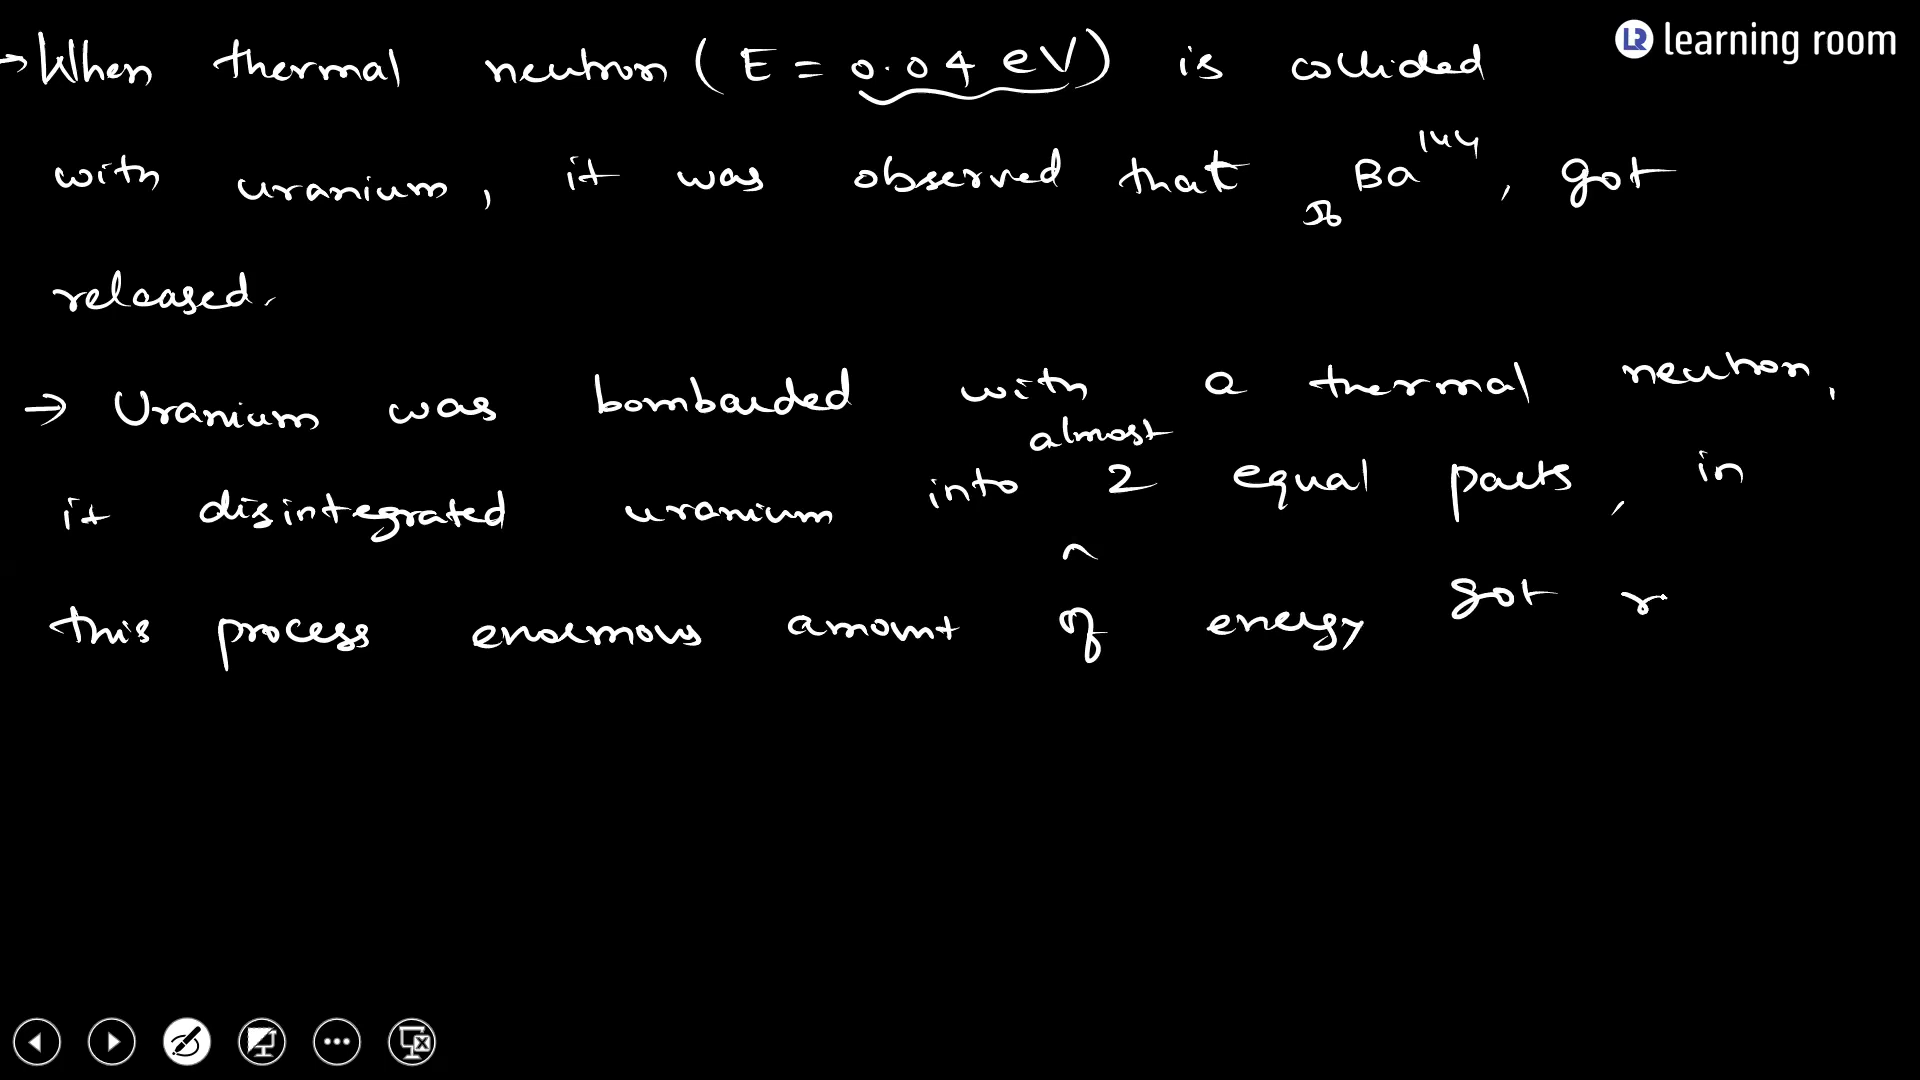 learning room
→ When thermal neutron (E = 0.04 eV) is collided
with uranium, it was observed that ₅₆Ba¹⁴⁴, got
released.
→ Uranium was bombarded with a thermal neutron,
it disintegrated uranium into almost 2 equal parts, in
this process enormous amount of energy got r